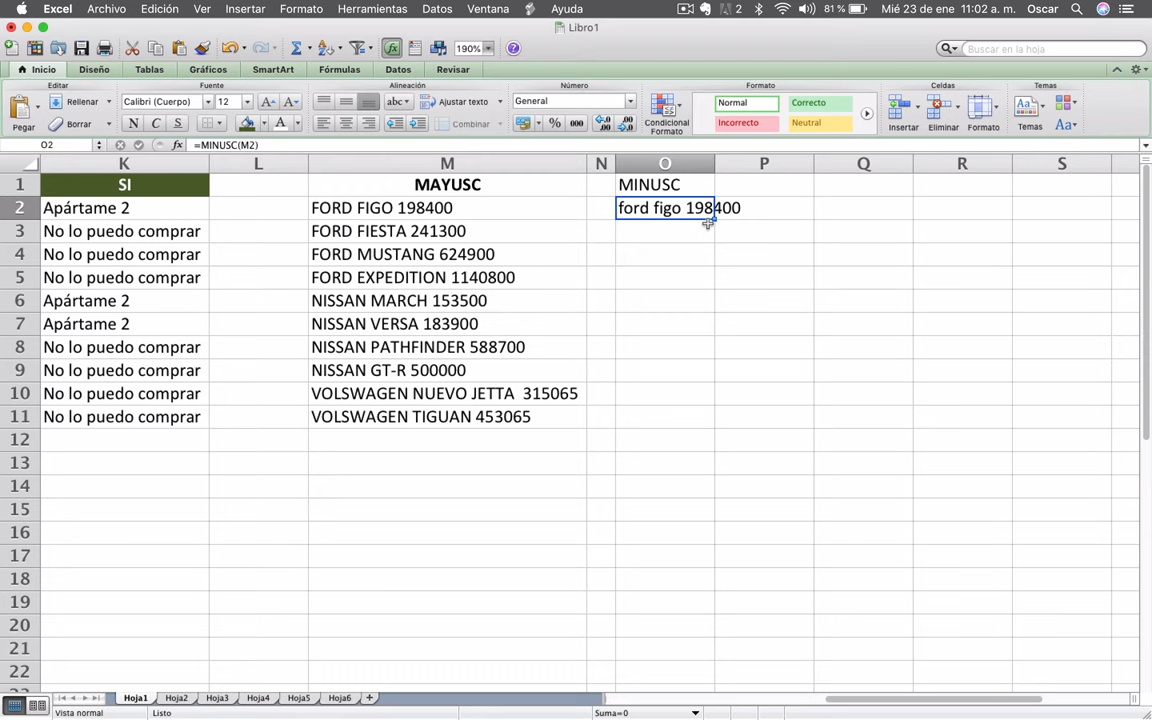 Excel Archivo Edición Ver Insertar Formato Herramientas Datos Ventana Ayuda 2 81% Mié 23 de ene 11:02 a. m. Oscar
Libro1
190% Buscar en la hoja
Inicio Diseño Tablas Gráficos SmartArt Fórmulas Datos Revisar
Editar Fuente Alineación Número Formato Celdas Temas
Rellenar Calibri (Cuerpo) 12 A A abc Ajustar texto General Normal Correcto
Pegar Borrar N C S A Combinar % 000 Condicional Formato Incorrecto Neutral Insertar Eliminar Formato Temas Aa
O2 fx =MINUSC(M2)
K L M N O P Q R S
1 SI MAYUSC MINUSC
2 Apártame 2 FORD FIGO 198400 ford figo 198400
3 No lo puedo comprar FORD FIESTA 241300
4 No lo puedo comprar FORD MUSTANG 624900
5 No lo puedo comprar FORD EXPEDITION 1140800
6 Apártame 2 NISSAN MARCH 153500
7 Apártame 2 NISSAN VERSA 183900
8 No lo puedo comprar NISSAN PATHFINDER 588700
9 No lo puedo comprar NISSAN GT-R 500000
10 No lo puedo comprar VOLSWAGEN NUEVO JETTA  315065
11 No lo puedo comprar VOLSWAGEN TIGUAN 453065
12
13
14
15
16
17
18
19
20
21
22
Hoja1 Hoja2 Hoja3 Hoja4 Hoja5 Hoja6
Vista normal Listo Suma=0